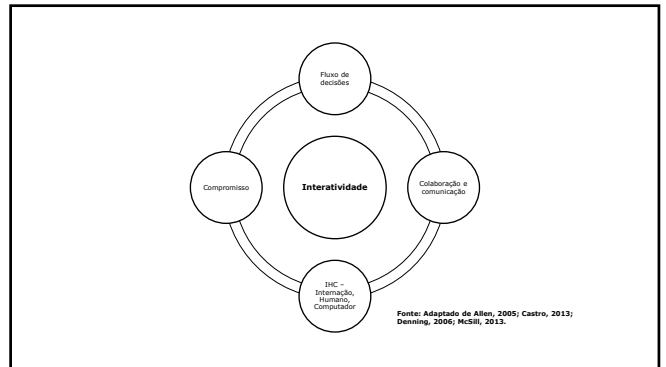 Fluxo de
decisões
Compromisso
Interatividade
Colaboração e
comunicação
IHC –
Internação,
Humano,
Computador
Fonte: Adaptado de Allen, 2005; Castro, 2013;
Denning, 2006; McSill, 2013.